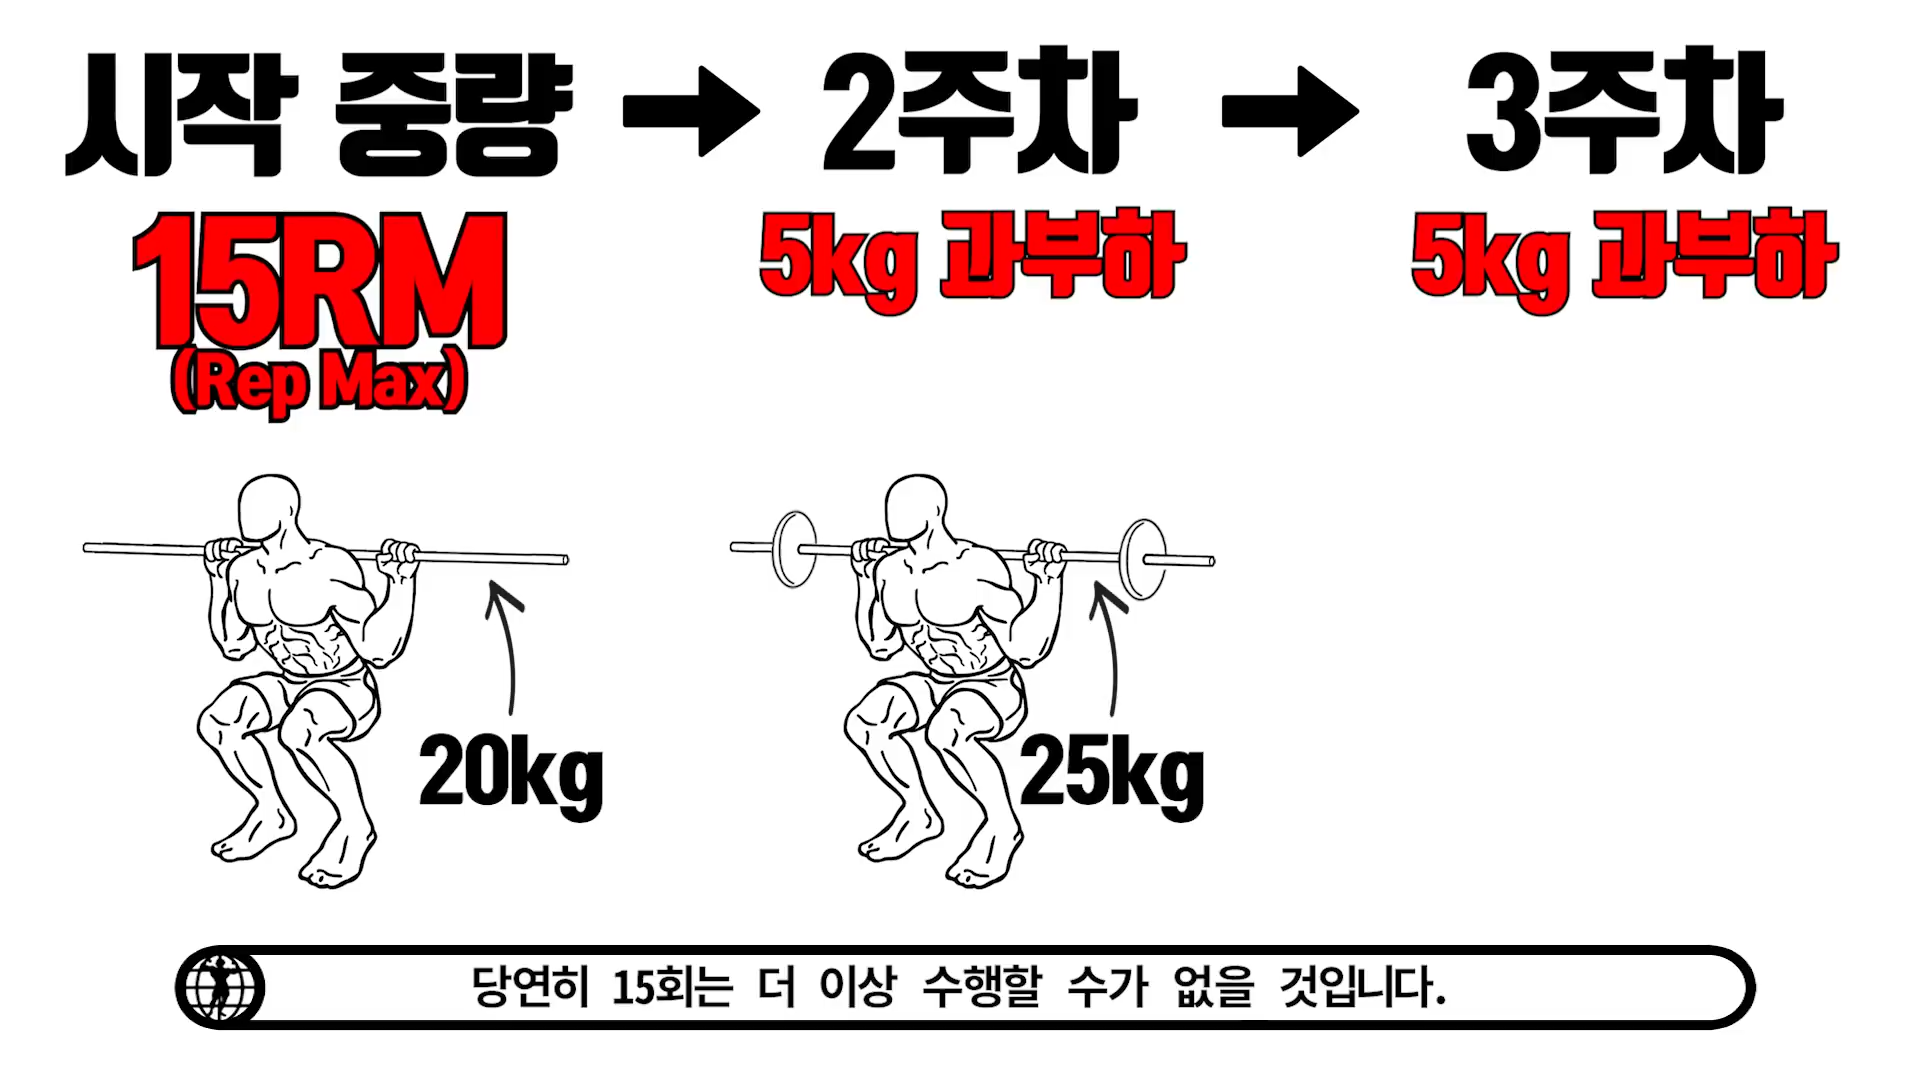 시작 중량 → 2주차 → 3주차
15RM
(Rep Max)
5kg 과부하
5kg 과부하
20kg
25kg
당연히 15회는 더 이상 수행할 수가 없을 것입니다.